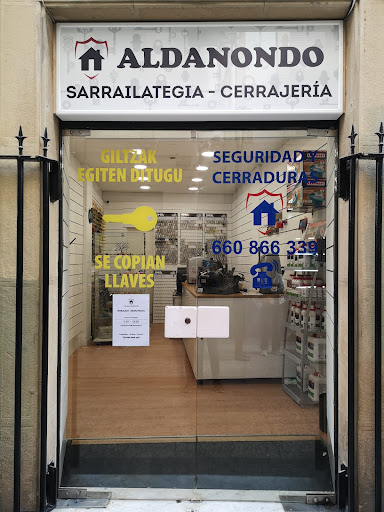 ALDANONDO
SARRAILATEGIA - CERRAJERÍA
GILTZAK
EGITEN DITUGU
SE COPIAN
LLAVES
SEGURIDAD Y
CERRADURAS
660 866 339